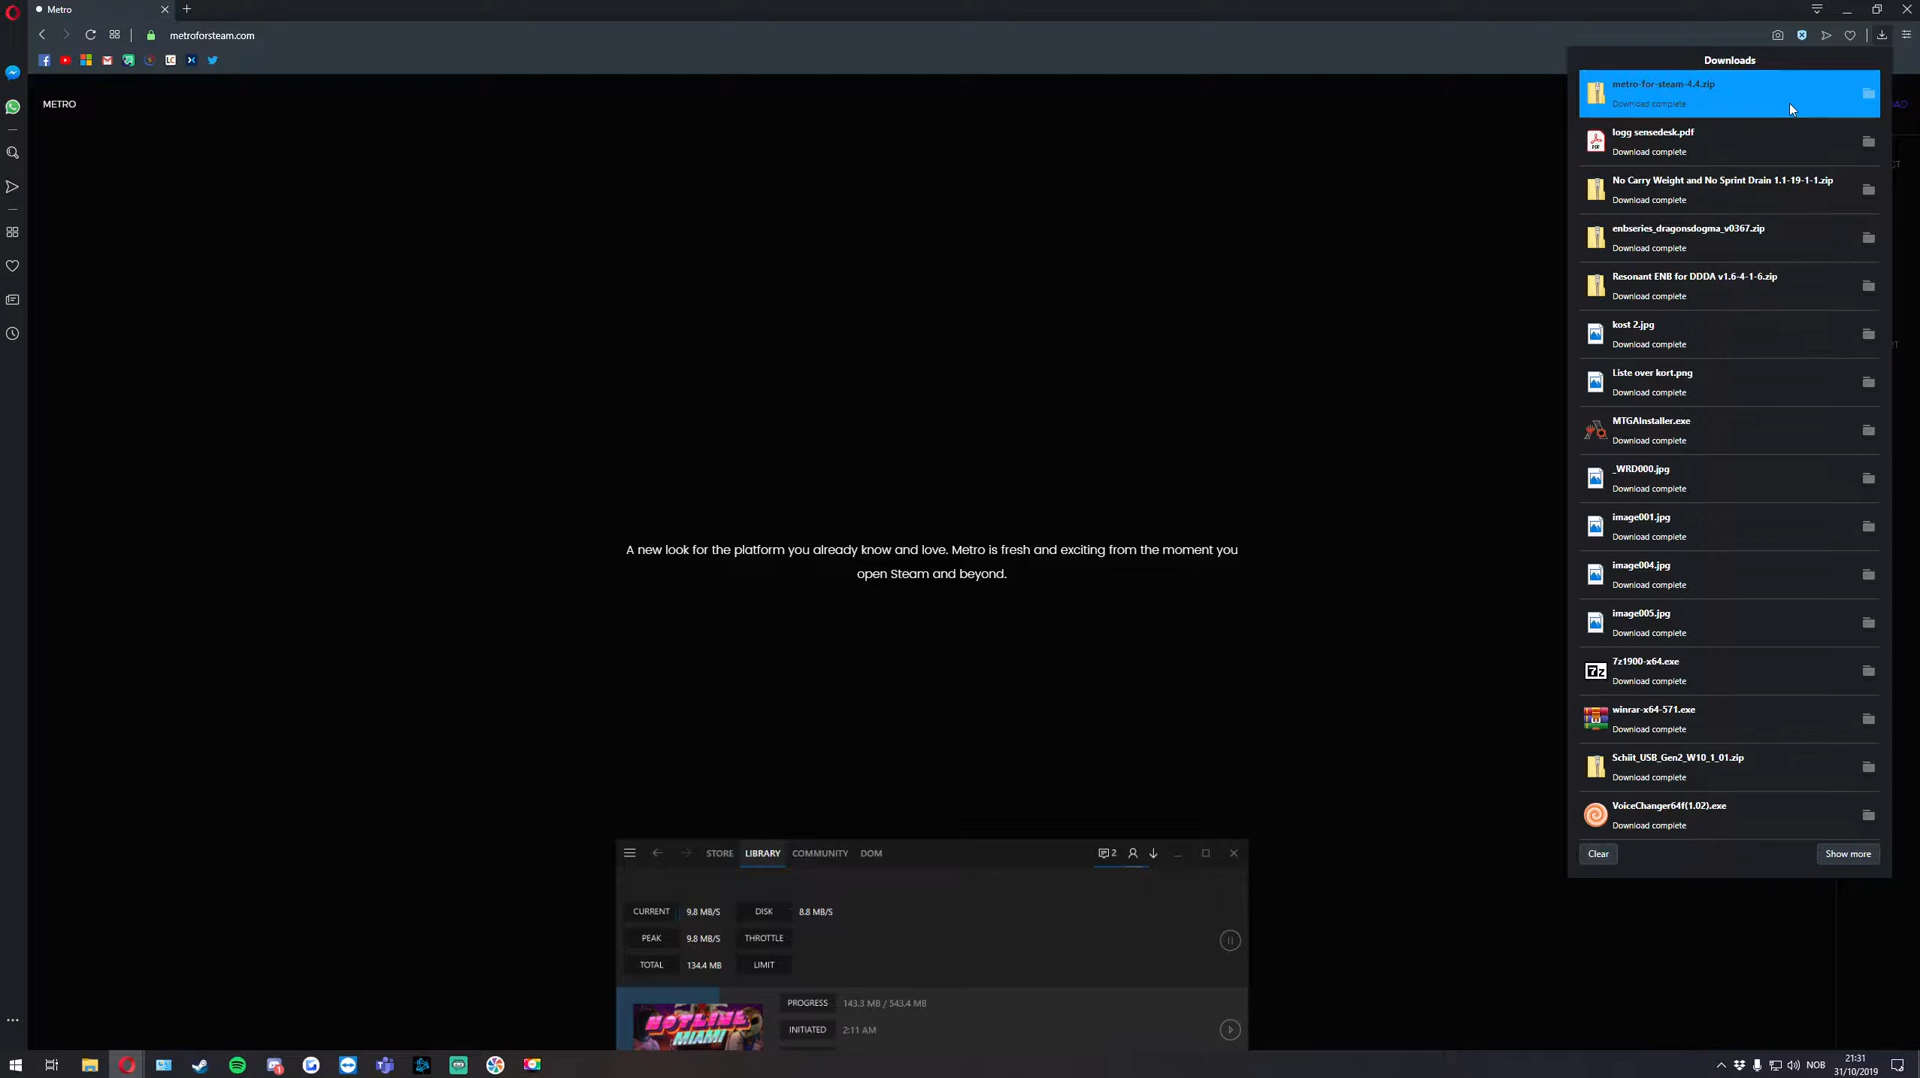 Metro
metroforsteam.com
METRO
Downloads
metro-for-steam-4.4.zip
Download complete
logg sensedesk.pdf
Download complete
No Carry Weight and No Sprint Drain 1.1-19-1-1.zip
Download complete
enbseries_dragonsdogma_v0367.zip
Download complete
Resonant ENB for DDDA v1.6-4-1-6.zip
Download complete
kost 2.jpg
Download complete
Liste over kort.png
Download complete
MTGAInstaller.exe
Download complete
_WRD000.jpg
Download complete
image001.jpg
Download complete
image004.jpg
Download complete
image005.jpg
Download complete
7z1900-x64.exe
Download complete
winrar-x64-571.exe
Download complete
Schiit_USB_Gen2_W10_1_01.zip
Download complete
VoiceChanger64f(1.02).exe
Download complete
Clear Show more
A new look for the platform you already know and love. Metro is fresh and exciting from the moment you
open Steam and beyond.
STORE LIBRARY COMMUNITY DOM 2
CURRENT 9.8 MB/S DISK 8.8 MB/S
PEAK 9.8 MB/S THROTTLE
TOTAL 134.4 MB LIMIT
PROGRESS 143.3 MB / 543.4 MB
INITIATED 2:11 AM
HOTLINE
MIAMI
NOB
21:31
31/10/2019